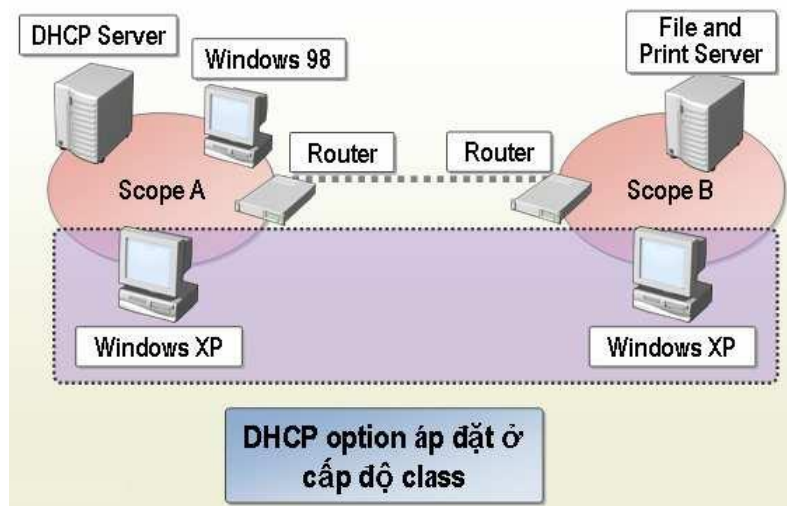 DHCP Server
Windows 98
File and
Print Server
Router
Router
Scope A
Scope B
Windows XP
Windows XP
DHCP option áp đặt ở
cấp độ class